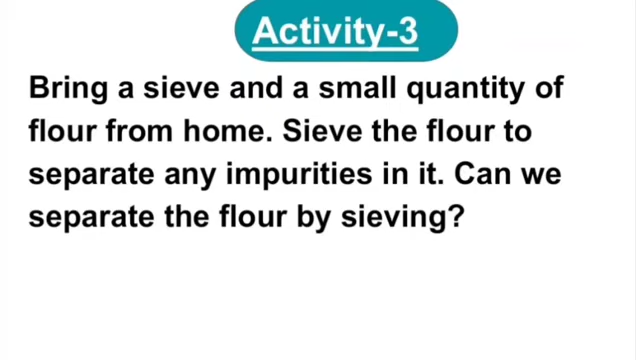 Activity-3
Bring a sieve and a small quantity of
flour from home. Sieve the flour to
separate any impurities in it. Can we
separate the flour by sieving?